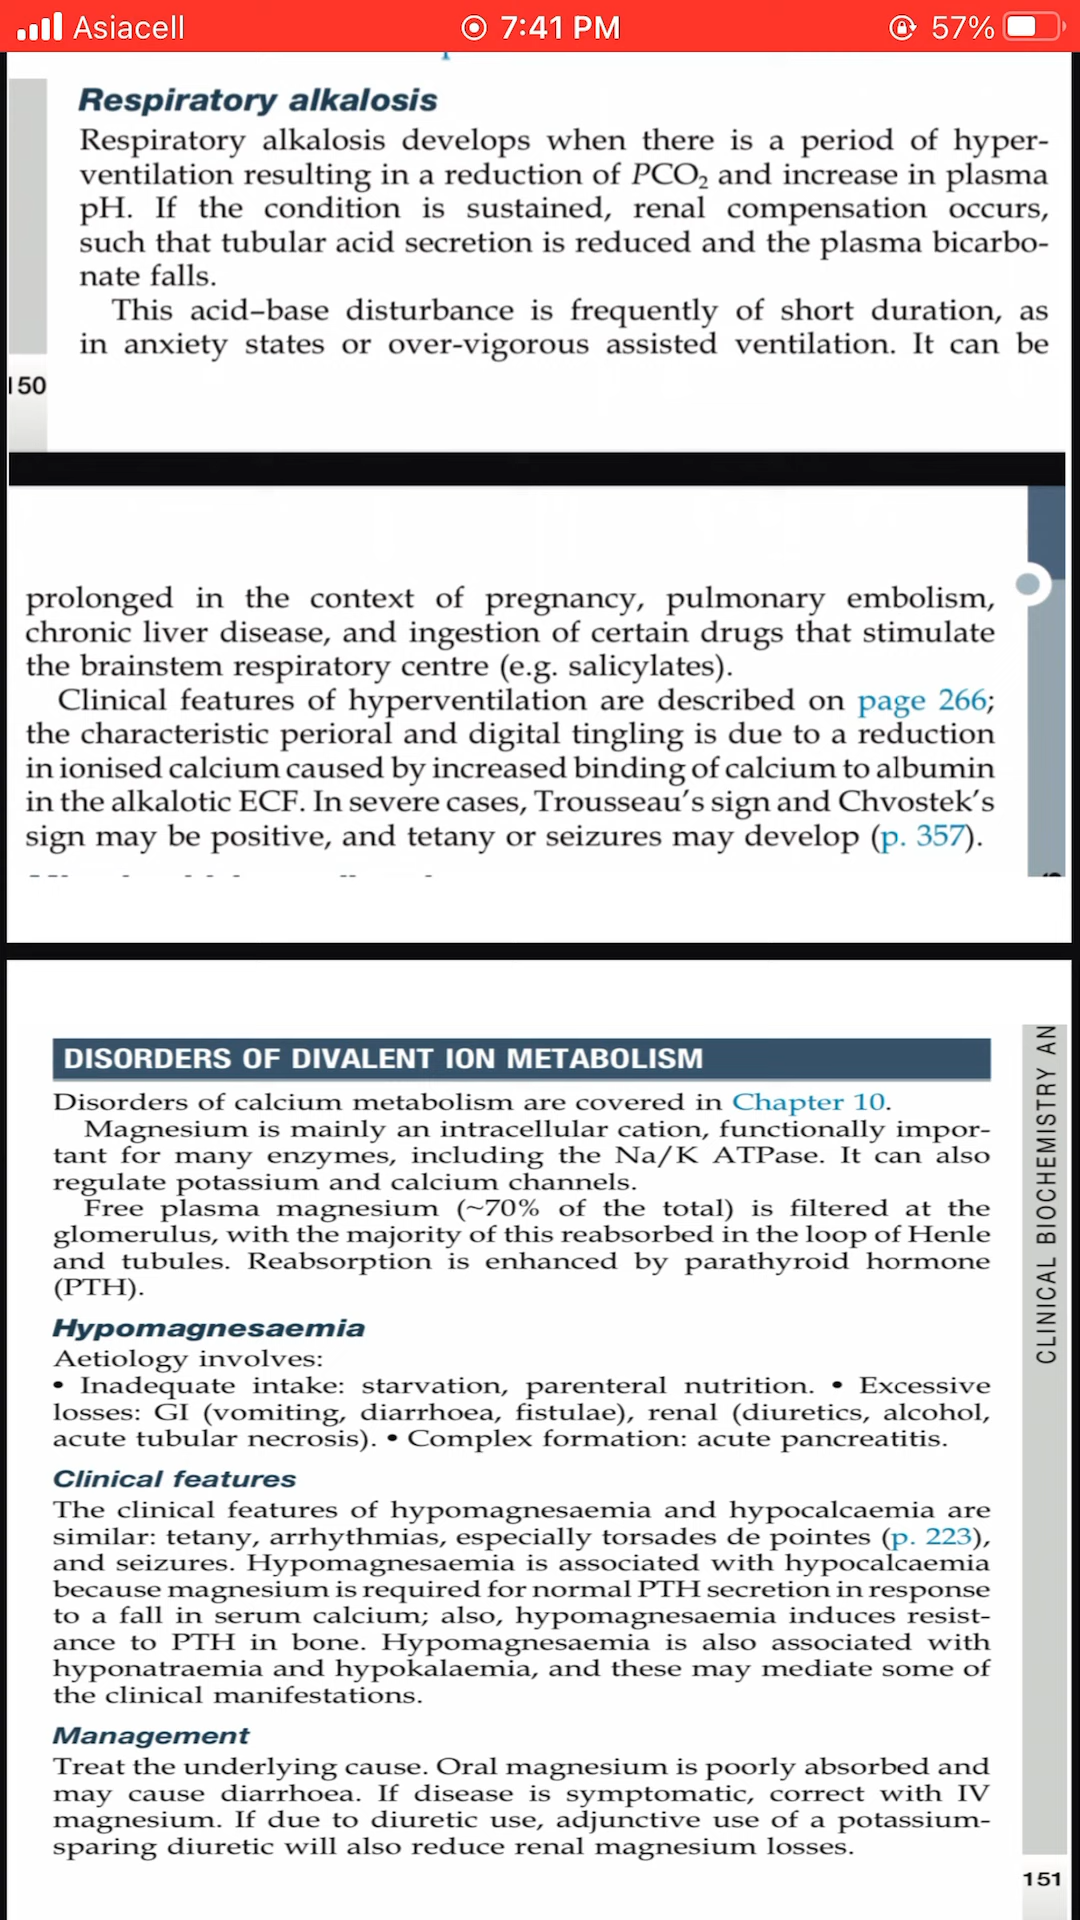 Asiacell 7:41 PM 57%
Respiratory alkalosis
Respiratory alkalosis develops when there is a period of hyper-
ventilation resulting in a reduction of PCO₂ and increase in plasma
pH. If the condition is sustained, renal compensation occurs,
such that tubular acid secretion is reduced and the plasma bicarbo-
nate falls.
This acid–base disturbance is frequently of short duration, as
in anxiety states or over-vigorous assisted ventilation. It can be
150
prolonged in the context of pregnancy, pulmonary embolism,
chronic liver disease, and ingestion of certain drugs that stimulate
the brainstem respiratory centre (e.g. salicylates).
Clinical features of hyperventilation are described on page 266;
the characteristic perioral and digital tingling is due to a reduction
in ionised calcium caused by increased binding of calcium to albumin
in the alkalotic ECF. In severe cases, Trousseau's sign and Chvostek's
sign may be positive, and tetany or seizures may develop (p. 357).
DISORDERS OF DIVALENT ION METABOLISM
Disorders of calcium metabolism are covered in Chapter 10.
Magnesium is mainly an intracellular cation, functionally impor-
tant for many enzymes, including the Na/K ATPase. It can also
regulate potassium and calcium channels.
Free plasma magnesium (~70% of the total) is filtered at the
glomerulus, with the majority of this reabsorbed in the loop of Henle
and tubules. Reabsorption is enhanced by parathyroid hormone
(PTH).
Hypomagnesaemia
Aetiology involves:
• Inadequate intake: starvation, parenteral nutrition. • Excessive
losses: GI (vomiting, diarrhoea, fistulae), renal (diuretics, alcohol,
acute tubular necrosis). • Complex formation: acute pancreatitis.
Clinical features
The clinical features of hypomagnesaemia and hypocalcaemia are
similar: tetany, arrhythmias, especially torsades de pointes (p. 223),
and seizures. Hypomagnesaemia is associated with hypocalcaemia
because magnesium is required for normal PTH secretion in response
to a fall in serum calcium; also, hypomagnesaemia induces resist-
ance to PTH in bone. Hypomagnesaemia is also associated with
hyponatraemia and hypokalaemia, and these may mediate some of
the clinical manifestations.
Management
Treat the underlying cause. Oral magnesium is poorly absorbed and
may cause diarrhoea. If disease is symptomatic, correct with IV
magnesium. If due to diuretic use, adjunctive use of a potassium-
sparing diuretic will also reduce renal magnesium losses.
CLINICAL BIOCHEMISTRY AN
151